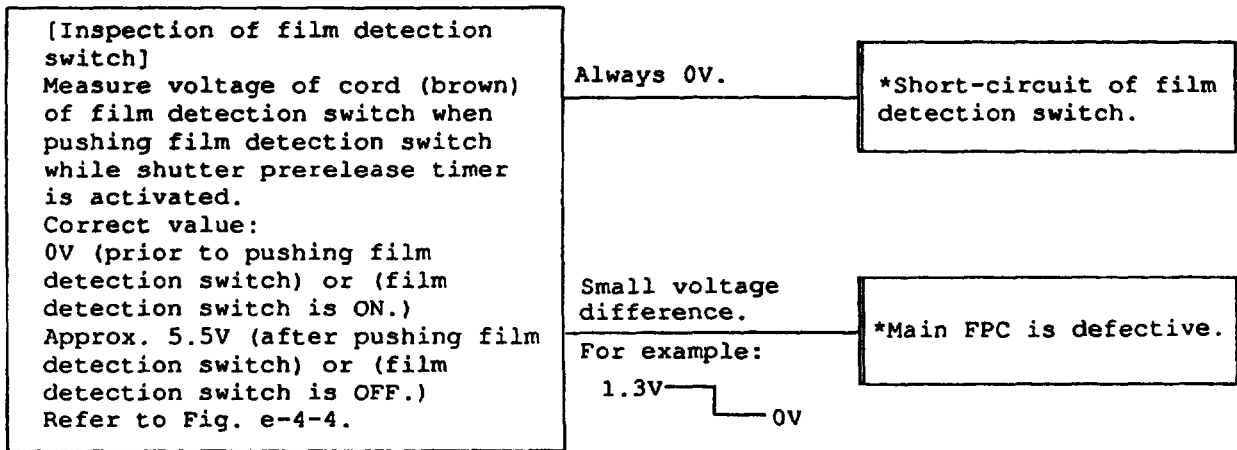 [Inspection of film detection
switch]
Measure voltage of cord (brown)
of film detection switch when
pushing film detection switch
while shutter prerelease timer
is activated.
Correct value:
0V (prior to pushing film
detection switch) or (film
detection switch is ON.)
Approx. 5.5V (after pushing film
detection switch) or (film
detection switch is OFF.)
Refer to Fig. e-4-4.
Always 0V.
*Short-circuit of film
detection switch.
Small voltage
difference.
For example:
1.3V
0V
*Main FPC is defective.